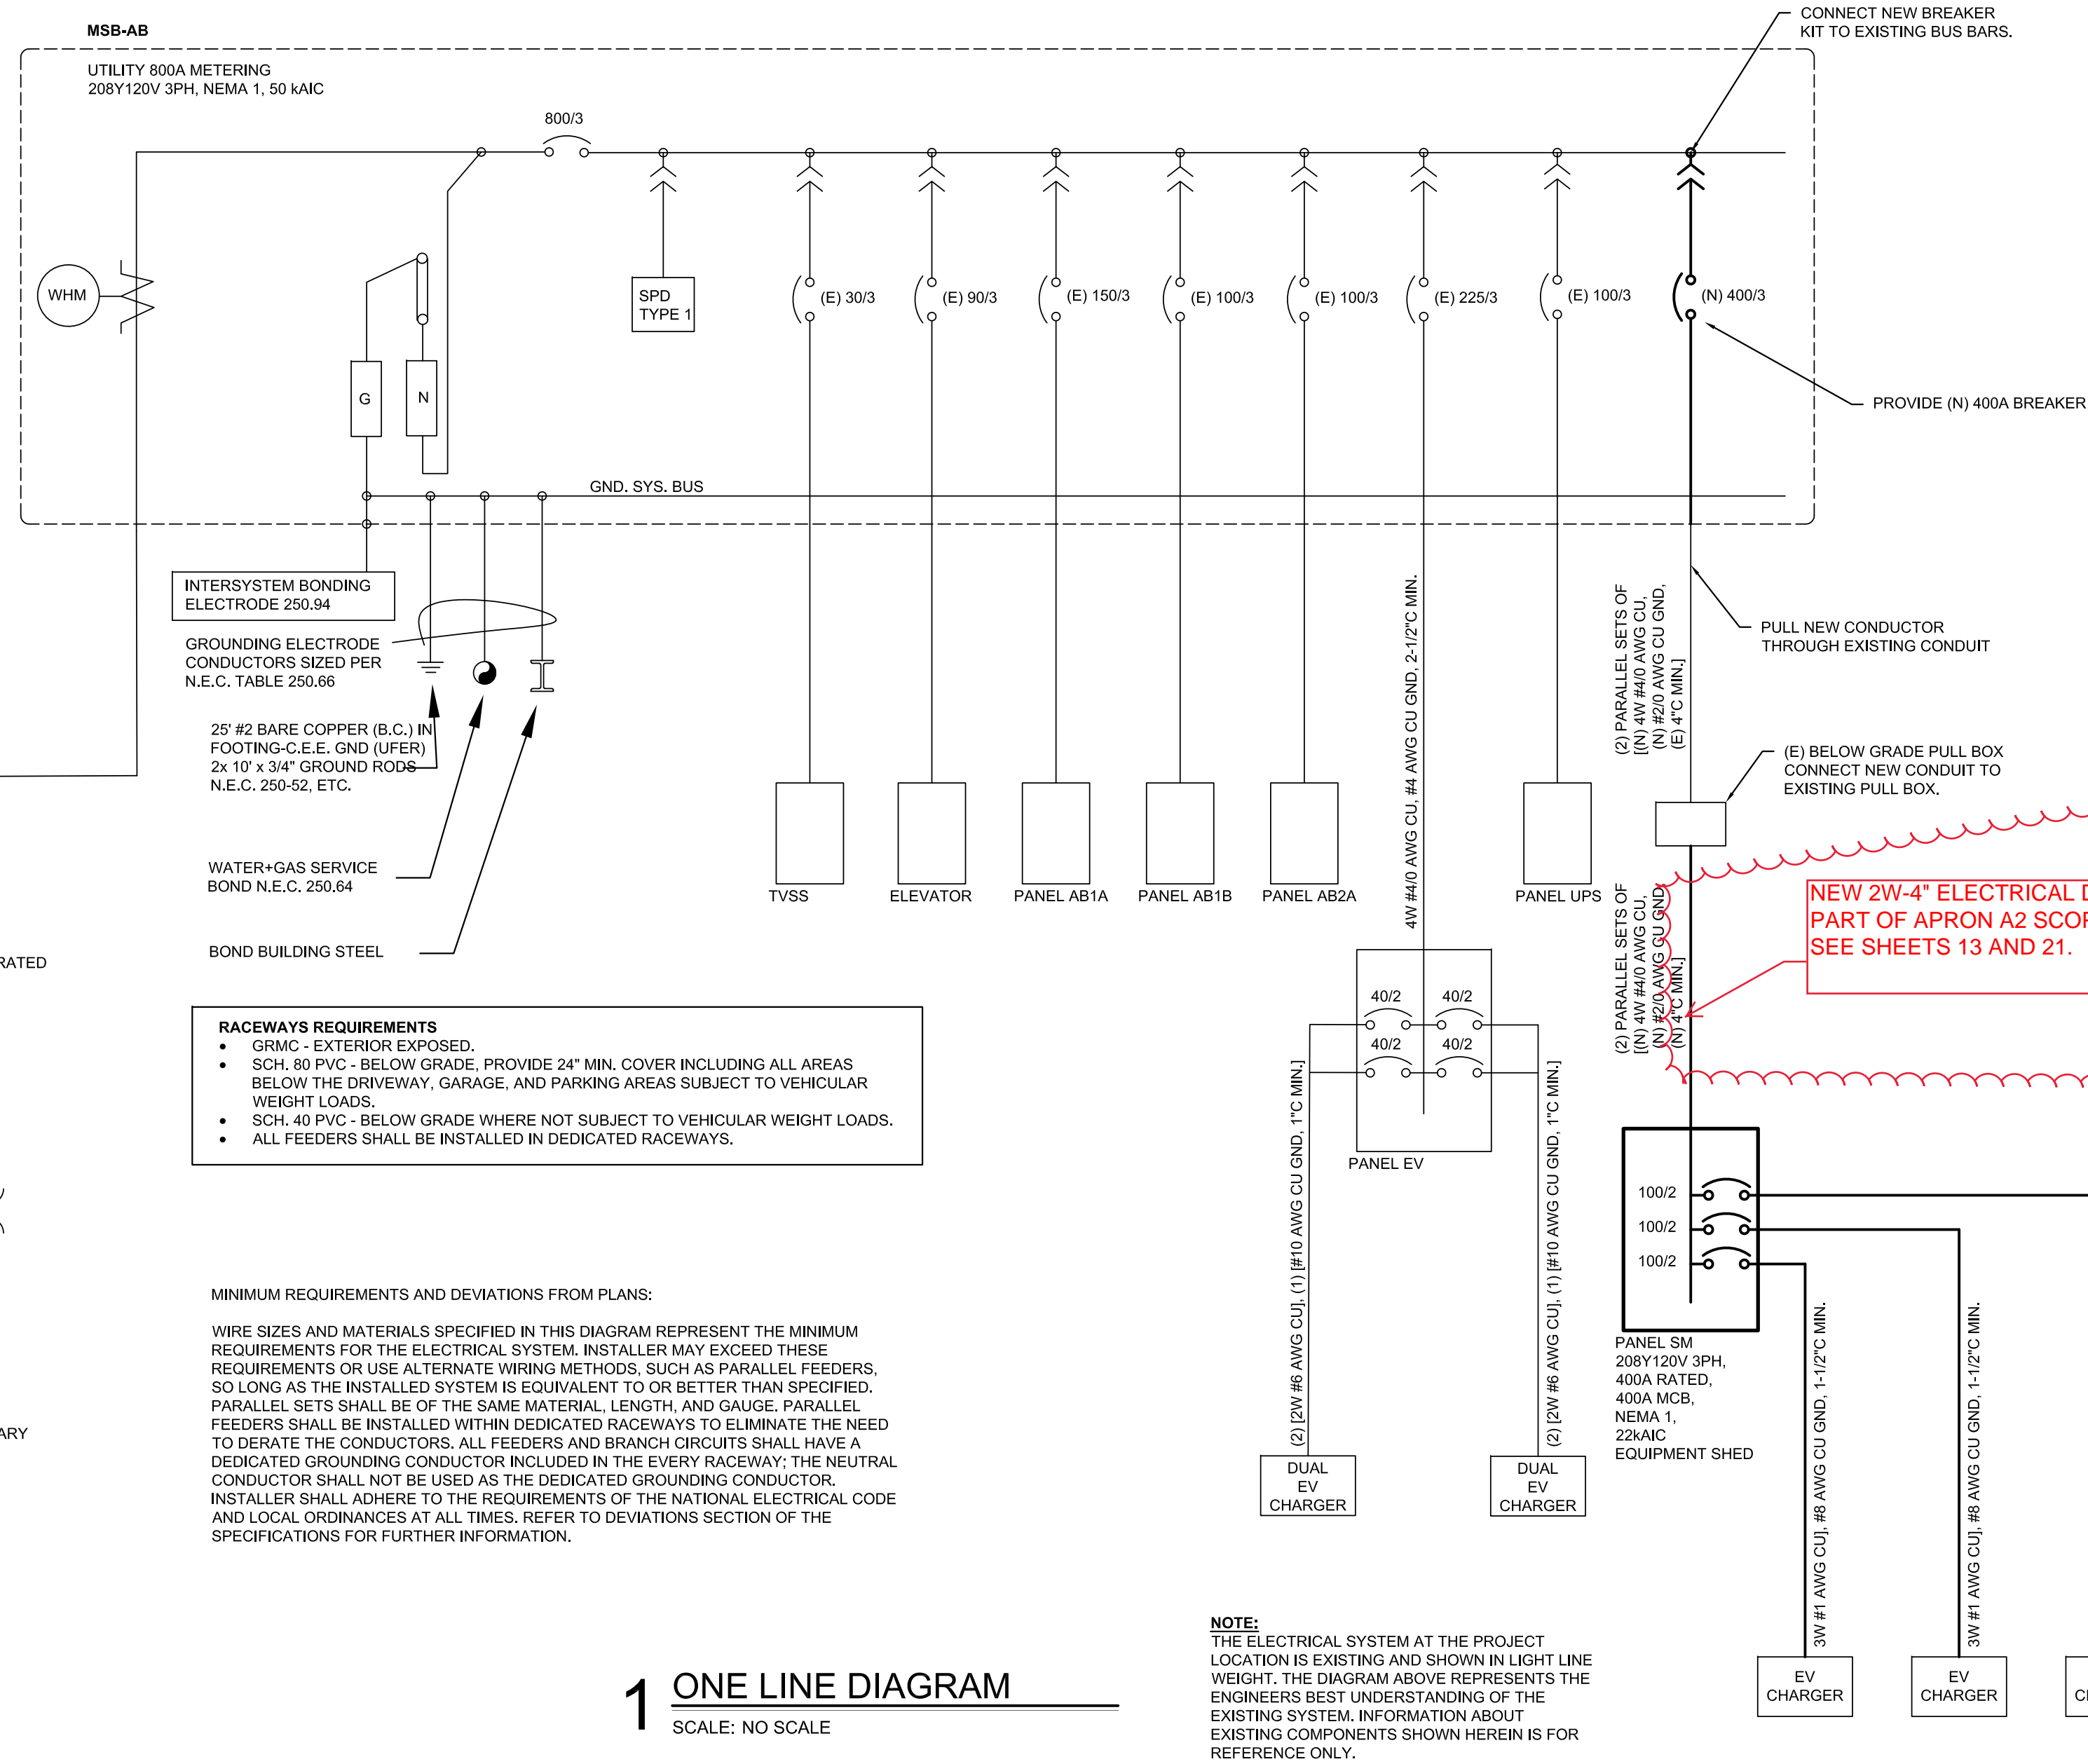 MSB-AB
UTILITY 800A METERING
208Y120V 3PH, NEMA 1, 50 kAIC
CONNECT NEW BREAKER
KIT TO EXISTING BUS BARS.
800/3
WHM
SPD
TYPE 1
(E) 30/3
(E) 90/3
(E) 150/3
(E) 100/3
(E) 100/3
(E) 225/3
(E) 100/3
(N) 400/3
G
N
PROVIDE (N) 400A BREAKER
GND. SYS. BUS
INTERSYSTEM BONDING
ELECTRODE 250.94
GROUNDING ELECTRODE
CONDUCTORS SIZED PER
N.E.C. TABLE 250.66
25' #2 BARE COPPER (B.C.) IN
FOOTING-C.E.E. GND (UFER)
2x 10' x 3/4" GROUND RODS
N.E.C. 250-52, ETC.
WATER+GAS SERVICE
BOND N.E.C. 250.64
BOND BUILDING STEEL
RATED
ARY
4W #4/0 AWG CU, #4 AWG CU GND, 2-1/2"C MIN.
(2) PARALLEL SETS OF
[(N) 4W #4/0 AWG CU,
(N) #2/0 AWG CU GND,
(E) 4"C MIN.]
PULL NEW CONDUCTOR
THROUGH EXISTING CONDUIT
(E) BELOW GRADE PULL BOX
CONNECT NEW CONDUIT TO
EXISTING PULL BOX.
TVSS
ELEVATOR
PANEL AB1A
PANEL AB1B
PANEL AB2A
PANEL UPS
(2) PARALLEL SETS OF
[(N) 4W #4/0 AWG CU,
(N) #2/0 AWG CU GND,
(N) 4"C MIN.]
NEW 2W-4" ELECTRICAL D
PART OF APRON A2 SCOP
SEE SHEETS 13 AND 21.
RACEWAYS REQUIREMENTS
• GRMC - EXTERIOR EXPOSED.
• SCH. 80 PVC - BELOW GRADE, PROVIDE 24" MIN. COVER INCLUDING ALL AREAS
BELOW THE DRIVEWAY, GARAGE, AND PARKING AREAS SUBJECT TO VEHICULAR
WEIGHT LOADS.
• SCH. 40 PVC - BELOW GRADE WHERE NOT SUBJECT TO VEHICULAR WEIGHT LOADS.
• ALL FEEDERS SHALL BE INSTALLED IN DEDICATED RACEWAYS.
40/2
40/2
40/2
40/2
PANEL EV
(2) [2W #6 AWG CU], (1) [#10 AWG CU GND, 1"C MIN.]
(2) [2W #6 AWG CU], (1) [#10 AWG CU GND, 1"C MIN.]
DUAL
EV
CHARGER
DUAL
EV
CHARGER
100/2
100/2
100/2
PANEL SM
208Y120V 3PH,
400A RATED,
400A MCB,
NEMA 1,
22kAIC
EQUIPMENT SHED
3W #1 AWG CU], #8 AWG CU GND, 1-1/2"C MIN.
3W #1 AWG CU], #8 AWG CU GND, 1-1/2"C MIN.
EV
CHARGER
EV
CHARGER
MINIMUM REQUIREMENTS AND DEVIATIONS FROM PLANS:
WIRE SIZES AND MATERIALS SPECIFIED IN THIS DIAGRAM REPRESENT THE MINIMUM
REQUIREMENTS FOR THE ELECTRICAL SYSTEM. INSTALLER MAY EXCEED THESE
REQUIREMENTS OR USE ALTERNATE WIRING METHODS, SUCH AS PARALLEL FEEDERS,
SO LONG AS THE INSTALLED SYSTEM IS EQUIVALENT TO OR BETTER THAN SPECIFIED.
PARALLEL SETS SHALL BE OF THE SAME MATERIAL, LENGTH, AND GAUGE. PARALLEL
FEEDERS SHALL BE INSTALLED WITHIN DEDICATED RACEWAYS TO ELIMINATE THE NEED
TO DERATE THE CONDUCTORS. ALL FEEDERS AND BRANCH CIRCUITS SHALL HAVE A
DEDICATED GROUNDING CONDUCTOR INCLUDED IN THE EVERY RACEWAY; THE NEUTRAL
CONDUCTOR SHALL NOT BE USED AS THE DEDICATED GROUNDING CONDUCTOR.
INSTALLER SHALL ADHERE TO THE REQUIREMENTS OF THE NATIONAL ELECTRICAL CODE
AND LOCAL ORDINANCES AT ALL TIMES. REFER TO DEVIATIONS SECTION OF THE
SPECIFICATIONS FOR FURTHER INFORMATION.
1 ONE LINE DIAGRAM
SCALE: NO SCALE
NOTE:
THE ELECTRICAL SYSTEM AT THE PROJECT
LOCATION IS EXISTING AND SHOWN IN LIGHT LINE
WEIGHT. THE DIAGRAM ABOVE REPRESENTS THE
ENGINEERS BEST UNDERSTANDING OF THE
EXISTING SYSTEM. INFORMATION ABOUT
EXISTING COMPONENTS SHOWN HEREIN IS FOR
REFERENCE ONLY.